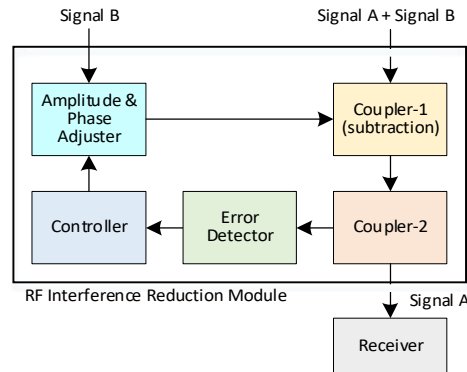 Signal B
Signal A + Signal B
Amplitude &
Phase
Adjuster
Coupler-1
(subtraction)
Controller
Error
Detector
Coupler-2
RF Interference Reduction Module
Signal A
Receiver